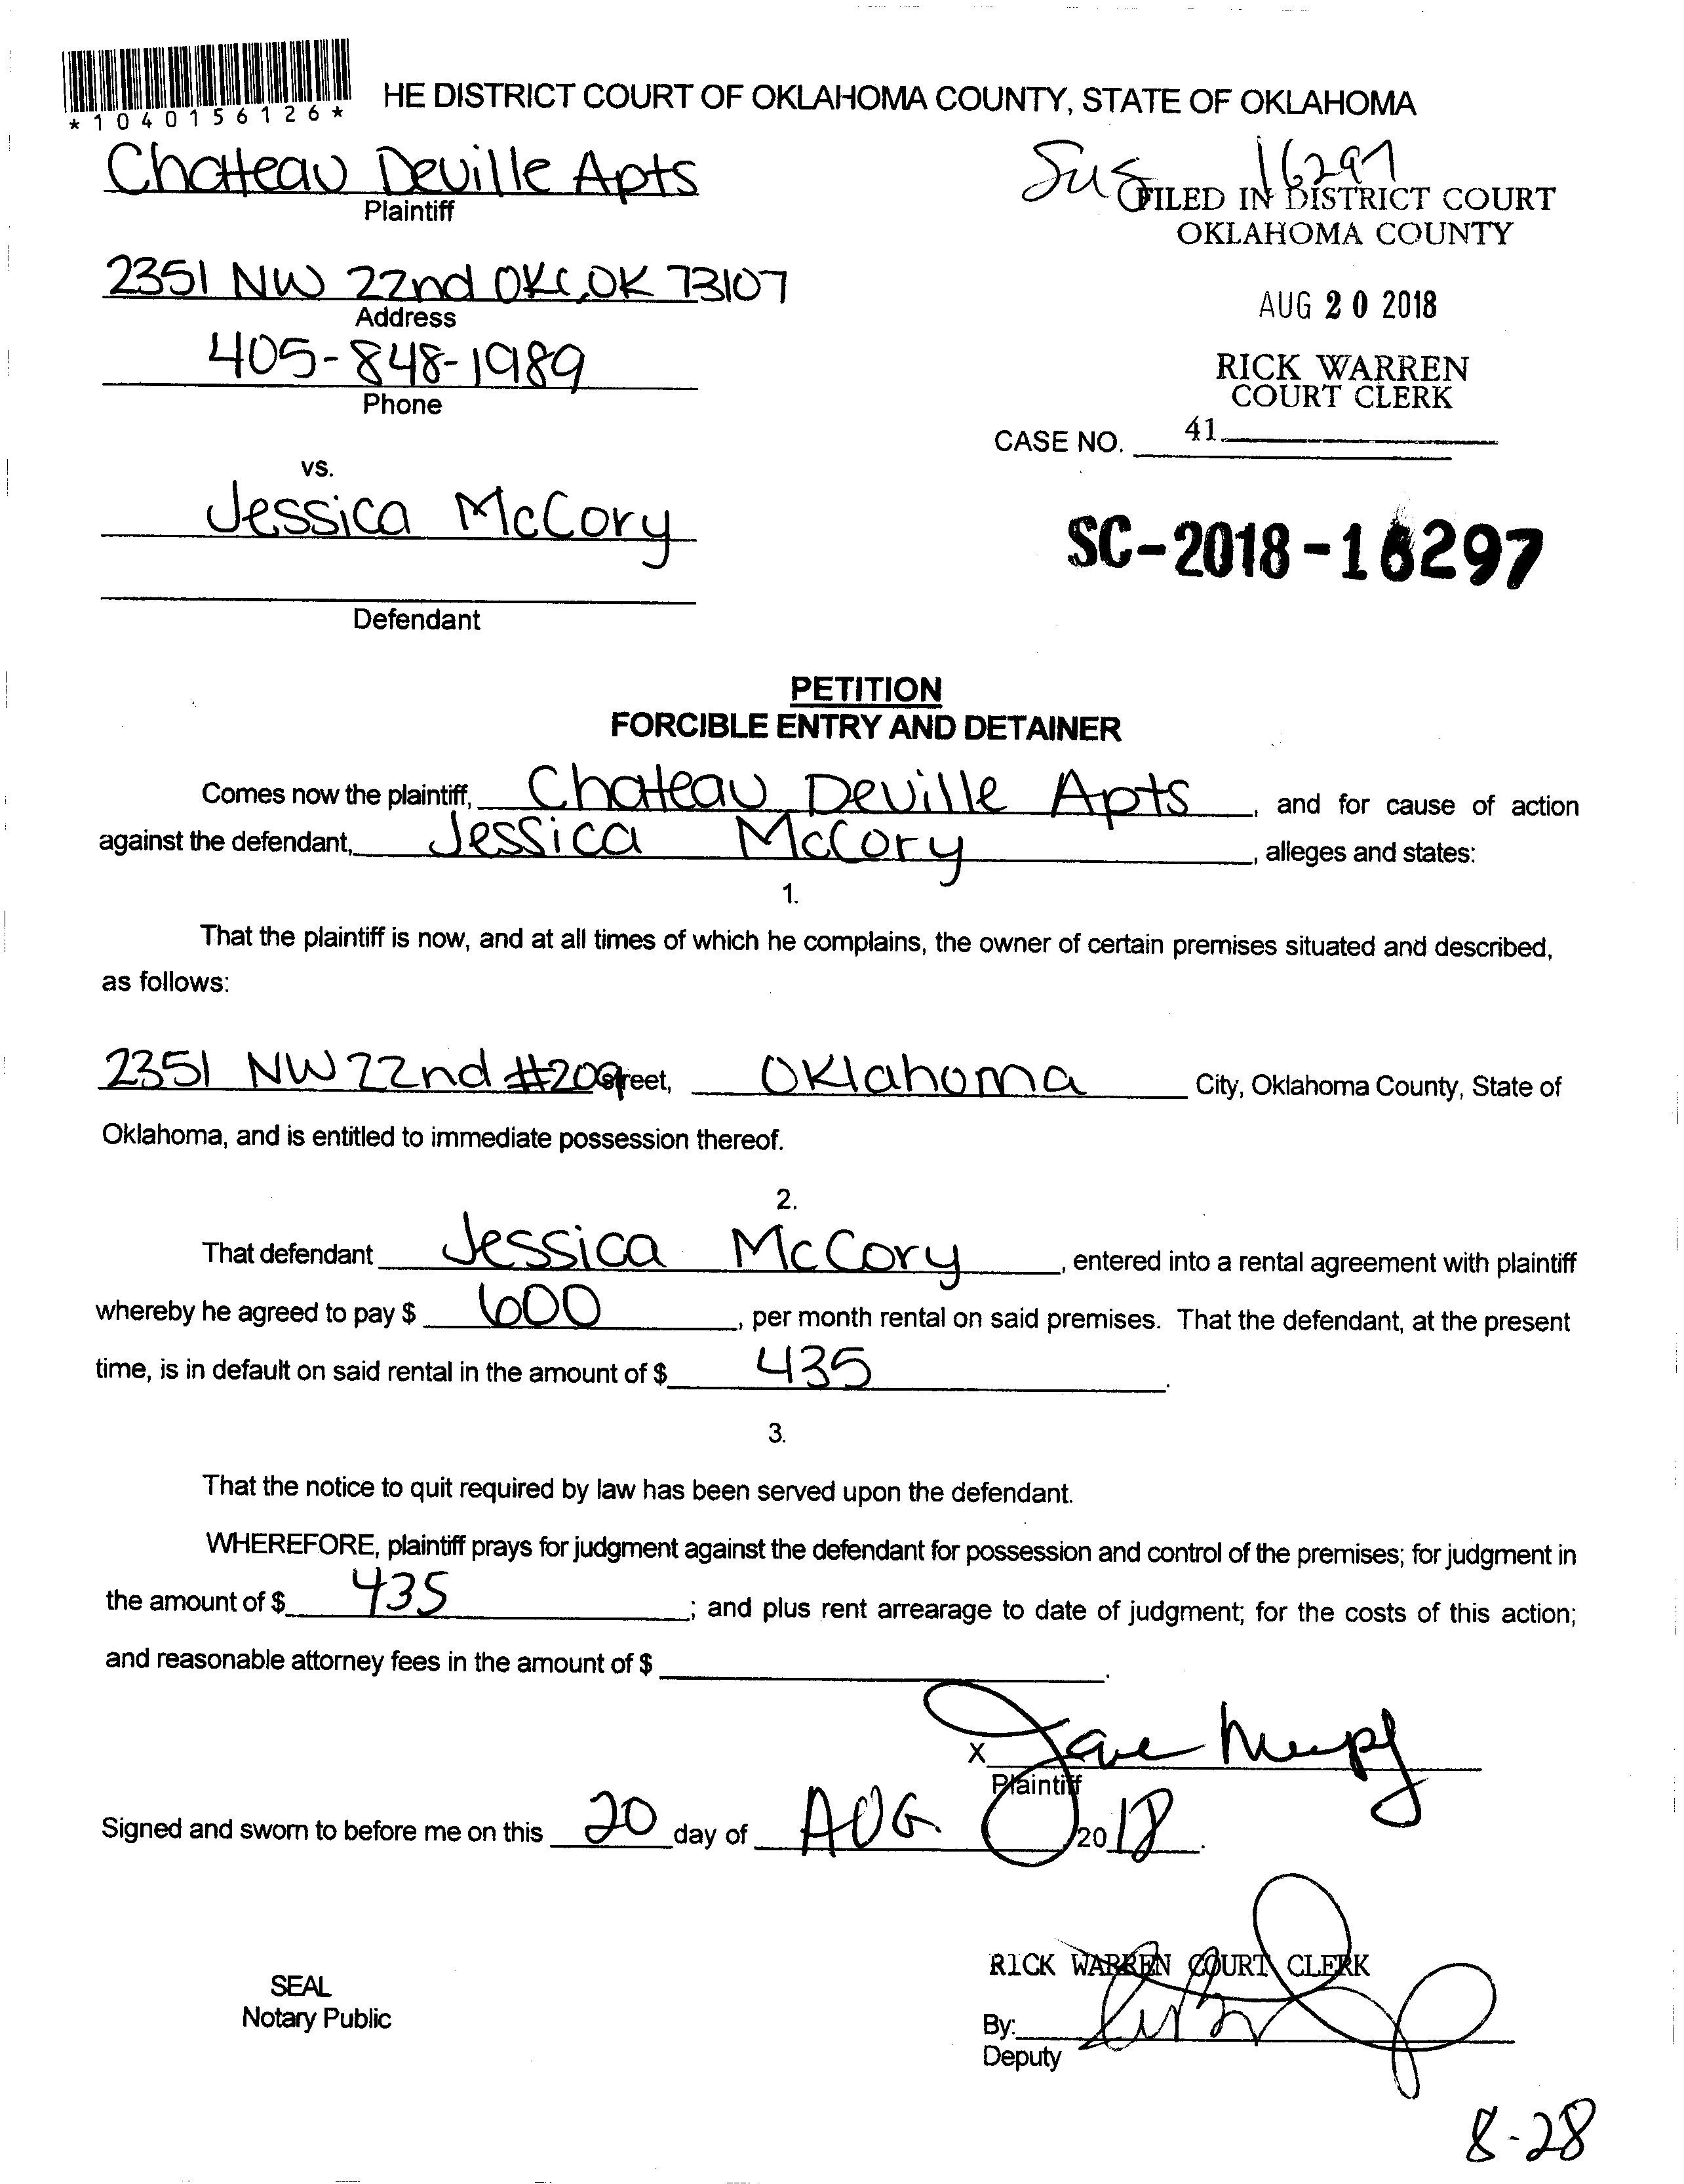 *1040156126*
HE DISTRICT COURT OF OKLAHOMA COUNTY, STATE OF OKLAHOMA
Chateau Deville Apts
Plaintiff
16297
FILED IN DISTRICT COURT
OKLAHOMA COUNTY
2351 NW 22nd OKC, OK 73107
Address
AUG 20 2018
405-848-1989
Phone
RICK WARREN
COURT CLERK
CASE NO. 41
vs.
Jessica McCory
Defendant
SC-2018-16297
PETITION
FORCIBLE ENTRY AND DETAINER
Comes now the plaintiff, Chateau Deville Apts, and for cause of action
against the defendant, Jessica McCory, alleges and states:
1.
That the plaintiff is now, and at all times of which he complains, the owner of certain premises situated and described,
as follows:
2351 NW 22nd #209 Street, Oklahoma City, Oklahoma County, State of
Oklahoma, and is entitled to immediate possession thereof.
2.
That defendant Jessica McCory, entered into a rental agreement with plaintiff
whereby he agreed to pay $ 600, per month rental on said premises. That the defendant, at the present
time, is in default on said rental in the amount of $ 435.
3.
That the notice to quit required by law has been served upon the defendant.
WHEREFORE, plaintiff prays for judgment against the defendant for possession and control of the premises; for judgment in
the amount of $ 435; and plus rent arrearage to date of judgment; for the costs of this action;
and reasonable attorney fees in the amount of $ .
X
Plaintiff
Signed and sworn to before me on this 20 day of AUG. 2018.
RICK WARREN COURT CLERK
SEAL
Notary Public
By:
Deputy
8-28